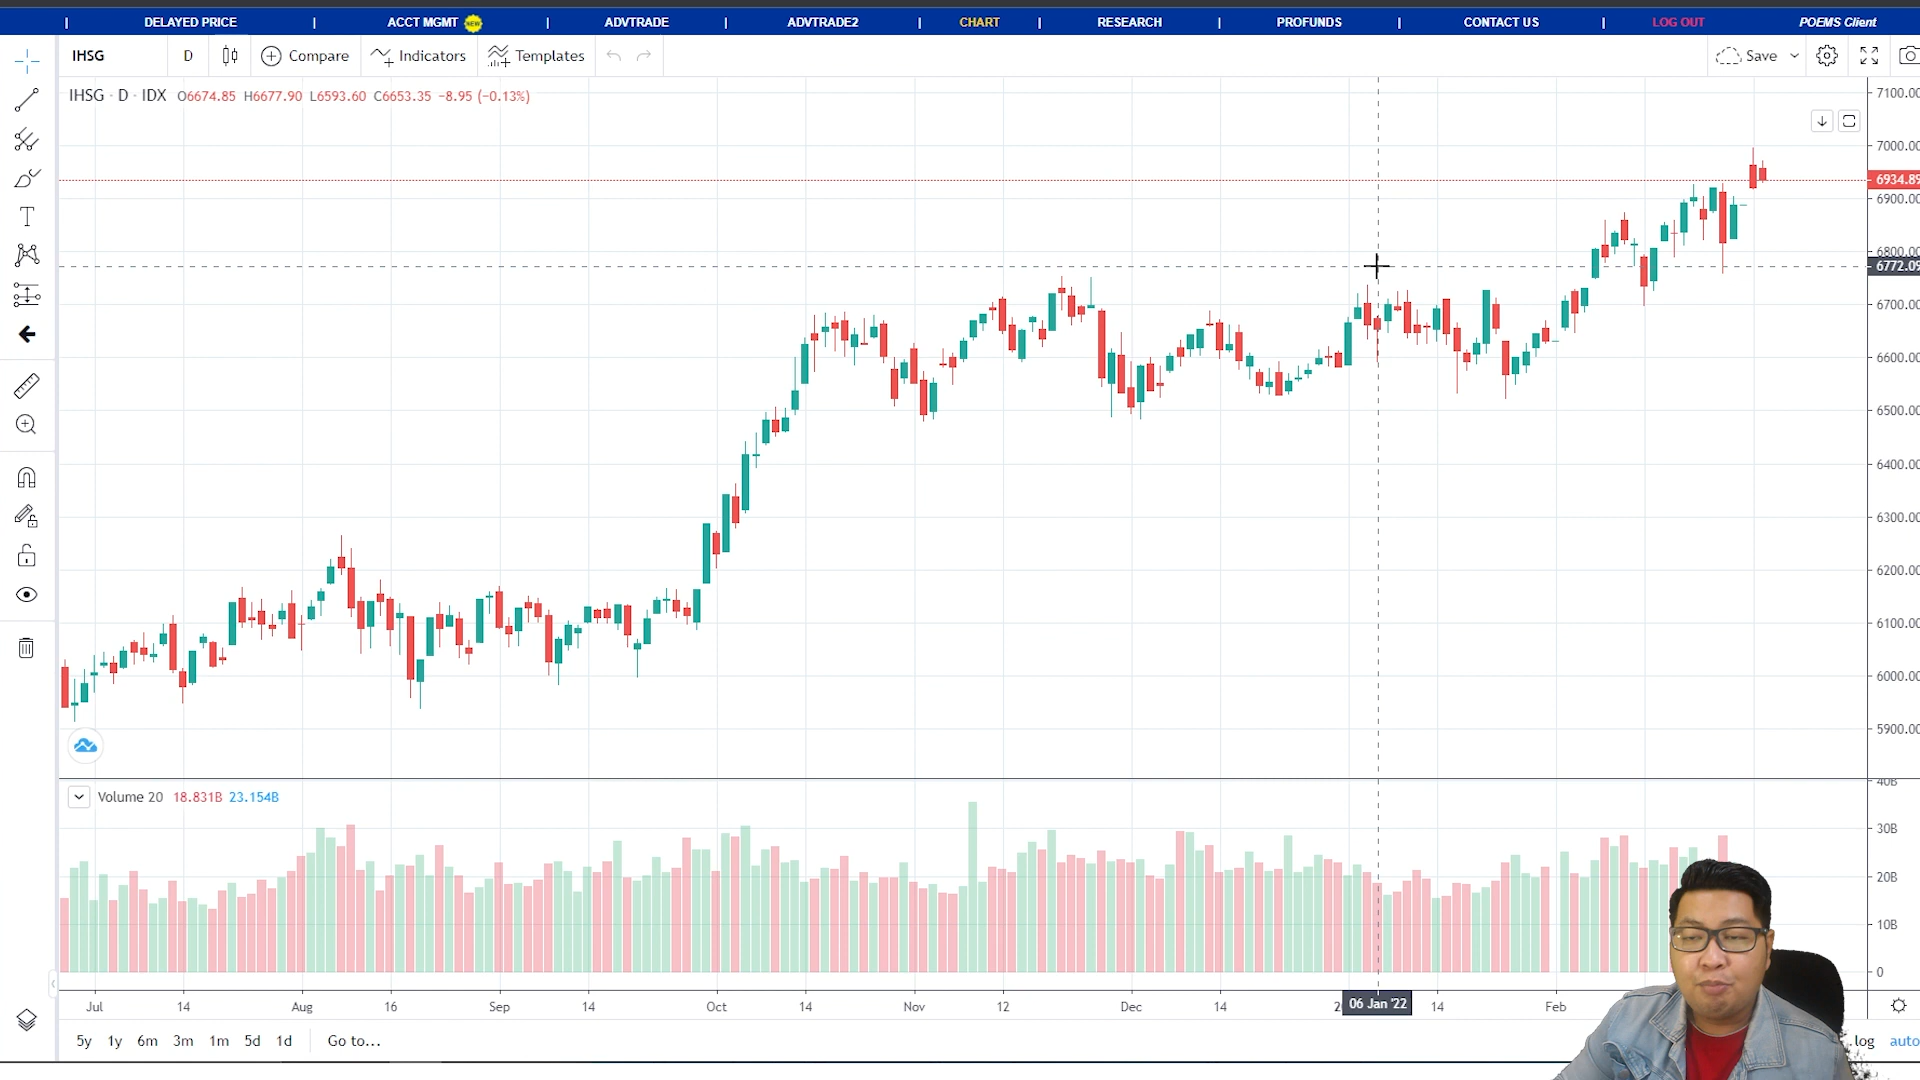 | DELAYED PRICE | ACCT MGMT NEW | ADVTRADE | ADVTRADE2 | CHART | RESEARCH | PROFUNDS | CONTACT US | LOG OUT POEMS Client
IHSG D Compare Indicators Templates Save
IHSG · D · IDX O6674.85 H6677.90 L6593.60 C6653.35 −8.95 (−0.13%)
7100.00
7000.00
6934.89
6900.00
6800.00
6772.09
6700.00
6600.00
6500.00
6400.00
6300.00
6200.00
6100.00
6000.00
5900.00
40B
Volume 20 18.831B 23.154B
30B
20B
10B
0
Jul 14 Aug 16 Sep 14 Oct 14 Nov 12 Dec 14 06 Jan '22 14 Feb
5y 1y 6m 3m 1m 5d 1d Go to... log auto